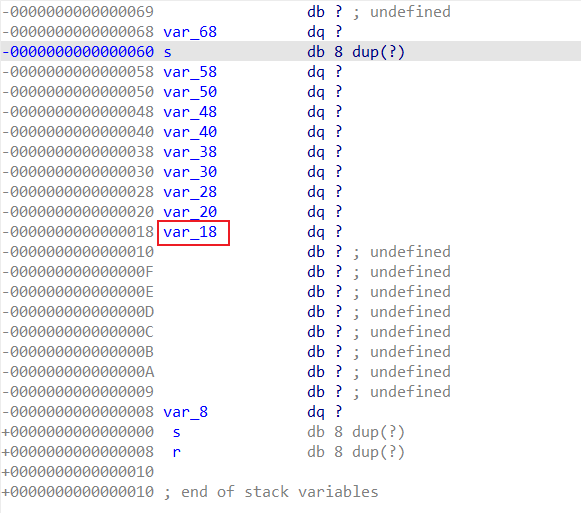 -0000000000000069 db ? ; undefined
-0000000000000068 var_68 dq ?
-0000000000000060 s db 8 dup(?)
-0000000000000058 var_58 dq ?
-0000000000000050 var_50 dq ?
-0000000000000048 var_48 dq ?
-0000000000000040 var_40 dq ?
-0000000000000038 var_38 dq ?
-0000000000000030 var_30 dq ?
-0000000000000028 var_28 dq ?
-0000000000000020 var_20 dq ?
-0000000000000018 var_18 dq ?
-0000000000000010 db ? ; undefined
-000000000000000F db ? ; undefined
-000000000000000E db ? ; undefined
-000000000000000D db ? ; undefined
-000000000000000C db ? ; undefined
-000000000000000B db ? ; undefined
-000000000000000A db ? ; undefined
-0000000000000009 db ? ; undefined
-0000000000000008 var_8 dq ?
+0000000000000000 s db 8 dup(?)
+0000000000000008 r db 8 dup(?)
+0000000000000010
+0000000000000010 ; end of stack variables